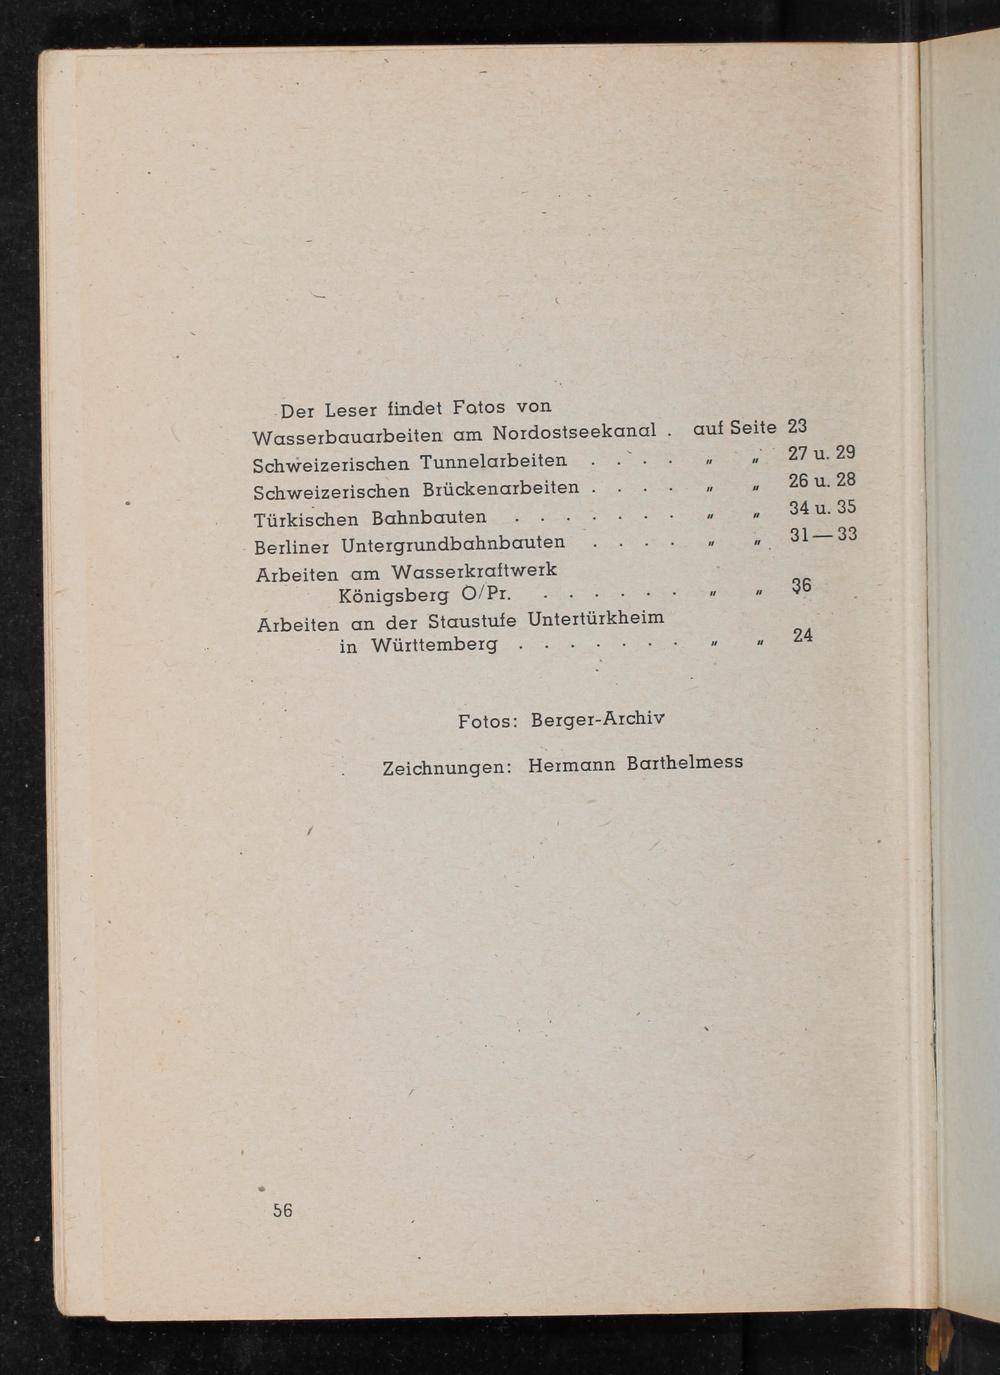 Der Leser findet Fotos von
Wasserbauarbeiten am Nordostseekanal . auf Seite 23
Schweizerischen Tunnelarbeiten . . . . „ „ 27 u. 29
Schweizerischen Brückenarbeiten . . . . „ „ 26 u. 28
Türkischen Bahnbauten . . . . . . . „ „ 34 u. 35
Berliner Untergrundbahnbauten . . . . „ „ 31—33
Arbeiten am Wasserkraftwerk
Königsberg O/Pr. . . . . . . „ „ 36
Arbeiten an der Staustufe Untertürkheim
in Württemberg . . . . . . . „ „ 24
Fotos: Berger-Archiv
Zeichnungen: Hermann Barthelmess
56